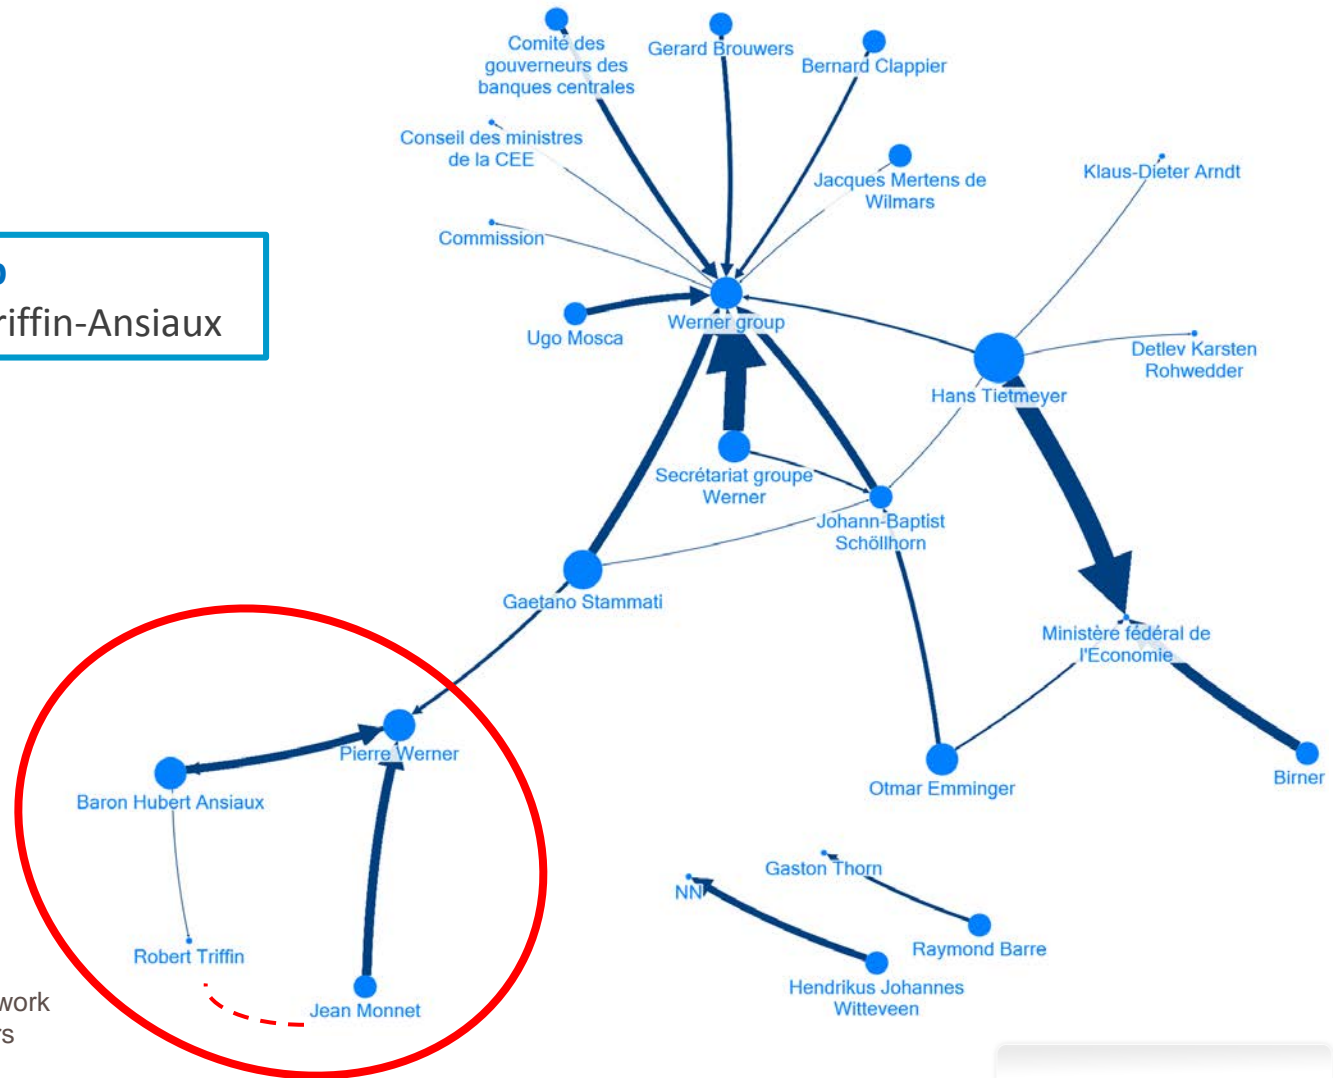 Comité des
gouverneurs des
banques centrales
Gerard Brouwers
Bernard Clappier
Conseil des ministres
de la CEE
Jacques Mertens de
Wilmars
Klaus-Dieter Arndt
Commission
riffin-Ansiaux
Ugo Mosca
Werner group
Detlev Karsten
Rohwedder
Hans Tietmeyer
Secrétariat groupe
Werner
Johann-Baptist
Schöllhorn
Gaetano Stammati
Ministère fédéral de
l'Économie
Pierre Werner
Baron Hubert Ansiaux
Otmar Emminger
Birner
Gaston Thorn
NN
Robert Triffin
Raymond Barre
Hendrikus Johannes
Witteveen
Jean Monnet
work
rs